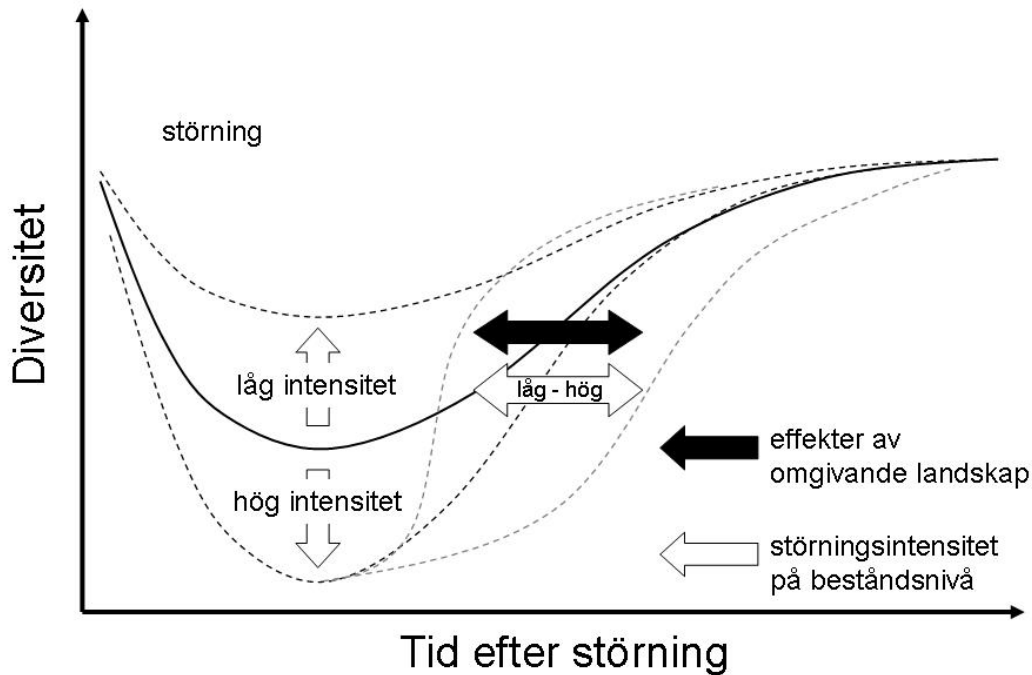 störning
Diversitet
låg intensitet
låg - hög
hög intensitet
effekter av
omgivande landskap
störningsintensitet
på beståndsnivå
Tid efter störning